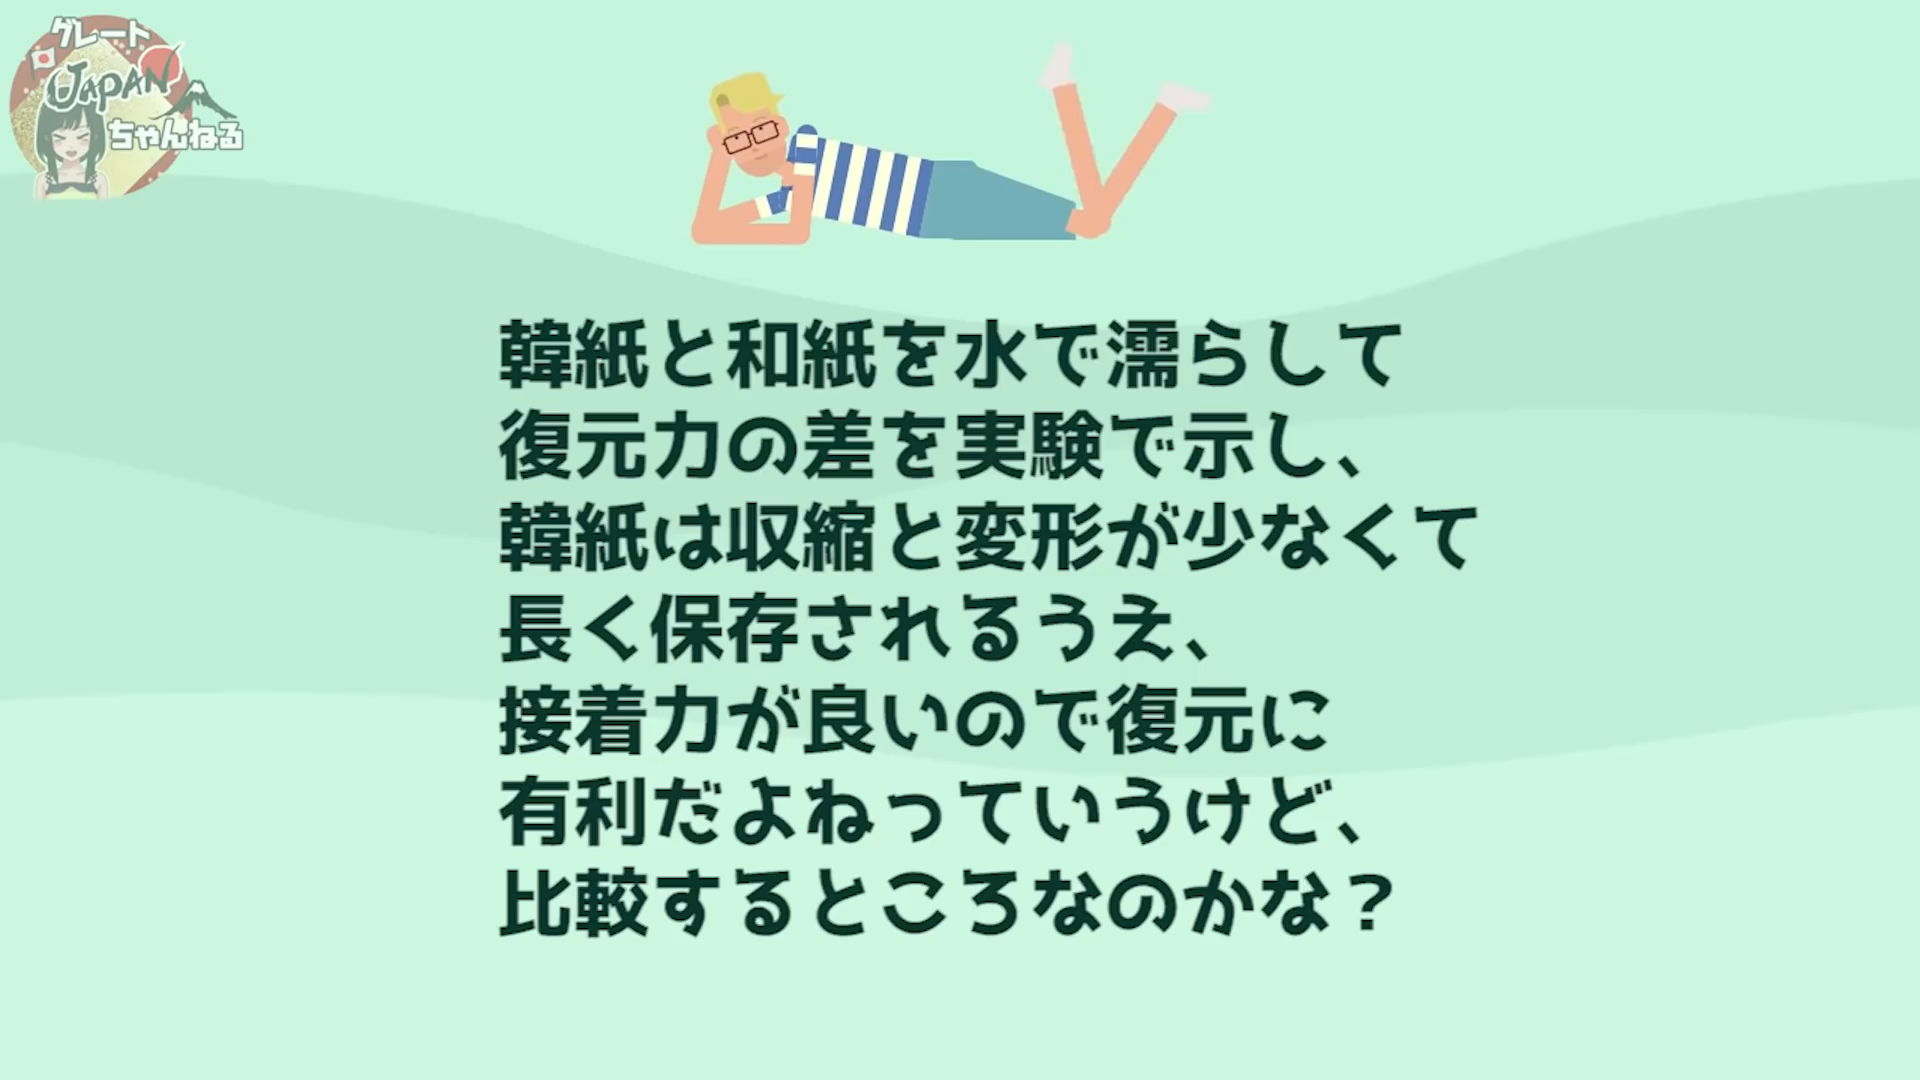 グレート
JAPAN
ちゃんねる
韓紙と和紙を水で濡らして
復元力の差を実験で示し、
韓紙は収縮と変形が少なくて
長く保存されるうえ、
接着力が良いので復元に
有利だよねっていうけど、
比較するところなのかな？